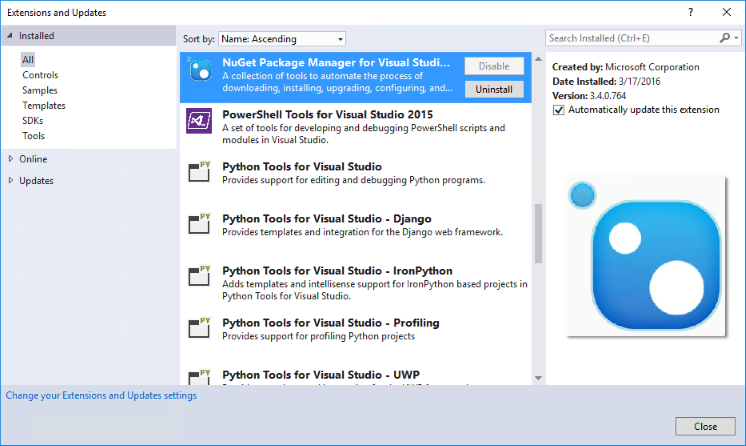 Extensions and Updates
? ×
Installed
All
Controls
Samples
Templates
SDKs
Tools
Online
Updates
Sort by: Name: Ascending
NuGet Package Manager for Visual Studi...
A collection of tools to automate the process of
downloading, installing, upgrading, configuring, and...
Disable
Uninstall
PowerShell Tools for Visual Studio 2015
A set of tools for developing and debugging PowerShell scripts and
modules in Visual Studio.
PY
Python Tools for Visual Studio
Provides support for editing and debugging Python programs.
PY
Python Tools for Visual Studio - Django
Provides templates and integration for the Django web framework.
PY
Python Tools for Visual Studio - IronPython
Adds templates and intellisense support for IronPython based projects in
Python Tools for Visual Studio.
PY
Python Tools for Visual Studio - Profiling
Provides support for profiling Python projects
PY
Python Tools for Visual Studio - UWP
Search Installed (Ctrl+E)
Created by: Microsoft Corporation
Date Installed: 3/17/2016
Version: 3.4.0.764
Automatically update this extension
Change your Extensions and Updates settings
Close